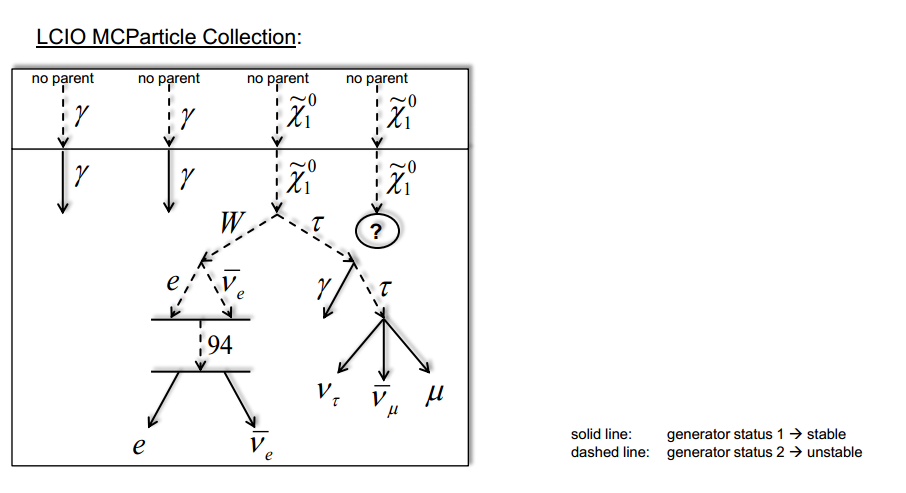 LCIO MCParticle Collection:
no parent no parent no parent no parent
γ γ χ̃₁⁰ χ̃₁⁰
γ γ χ̃₁⁰ χ̃₁⁰
W τ ?
e ν̄ₑ γ τ
94
ν_τ ν̄_μ μ
e ν̄ₑ
solid line: generator status 1 → stable
dashed line: generator status 2 → unstable